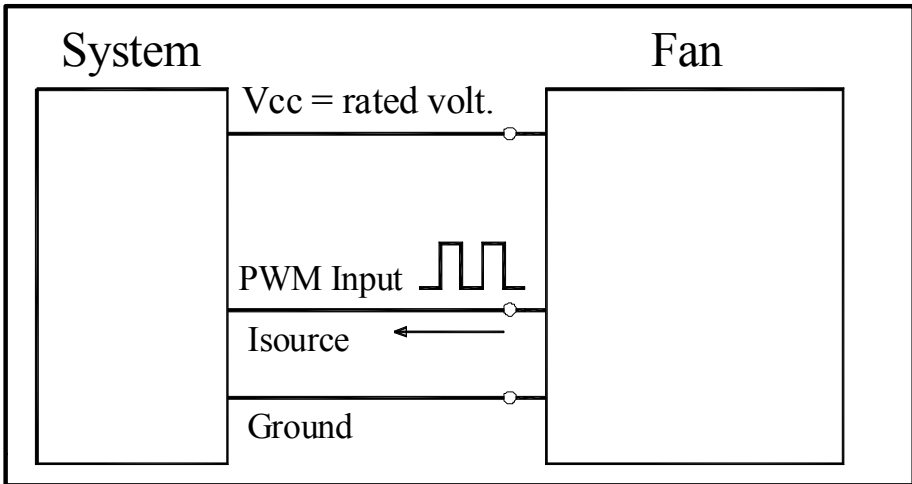 System
Fan
Vcc = rated volt.
PWM Input
Isource
Ground